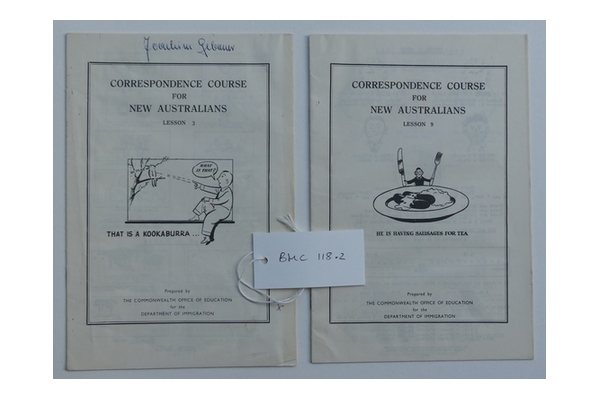 CORRESPONDENCE COURSE
FOR
NEW AUSTRALIANS
LESSON 3
WHAT
IS THAT?
THAT IS A KOOKABURRA ...
Prepared by
THE COMMONWEALTH OFFICE OF EDUCATION
for the
DEPARTMENT OF IMMIGRATION
CORRESPONDENCE COURSE
FOR
NEW AUSTRALIANS
LESSON 9
HE IS HAVING SAUSAGES FOR TEA
Prepared by
THE COMMONWEALTH OFFICE OF EDUCATION
for the
DEPARTMENT OF IMMIGRATION
BHC 118.2